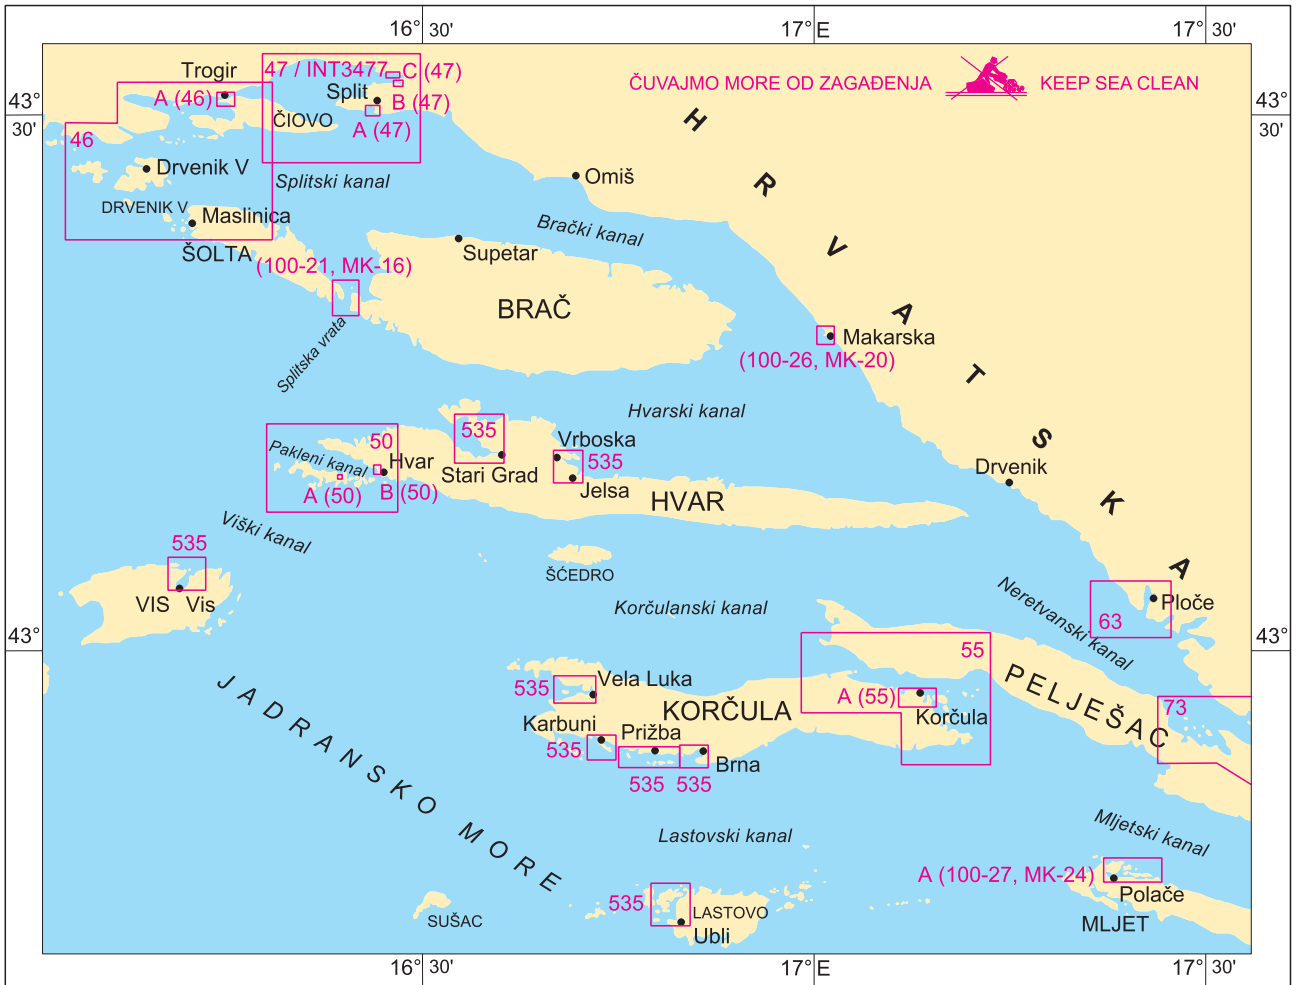 16° 30'
17° E
17° 30'
43°
30'
43°
30'
ČUVAJMO MORE OD ZAGAĐENJA
KEEP SEA CLEAN
Trogir
A (46)
46
47 / INT3477
C (47)
Split
B (47)
A (47)
ČIOVO
Drvenik V
DRVENIK V
Splitski kanal
Maslinica
ŠOLTA
(100-21, MK-16)
Omiš
Brački kanal
Supetar
BRAČ
Splitska vrata
H R V A T S K A
Makarska
(100-26, MK-20)
Hvarski kanal
50
Pakleni kanal
Hvar
A (50)
B (50)
535
Stari Grad
Vrboska
535
Jelsa
HVAR
Drvenik
Viški kanal
535
VIS
Vis
ŠĆEDRO
Korčulanski kanal
Neretvanski kanal
Ploče
63
43°
43°
55
PELJEŠAC
73
535
Vela Luka
KORČULA
A (55)
Korčula
Karbuni
Prižba
535
Brna
535
535
JADRANSKO MORE
Lastovski kanal
Mljetski kanal
A (100-27, MK-24)
Polače
MLJET
535
LASTOVO
Ubli
SUŠAC
16° 30'
17° E
17° 30'